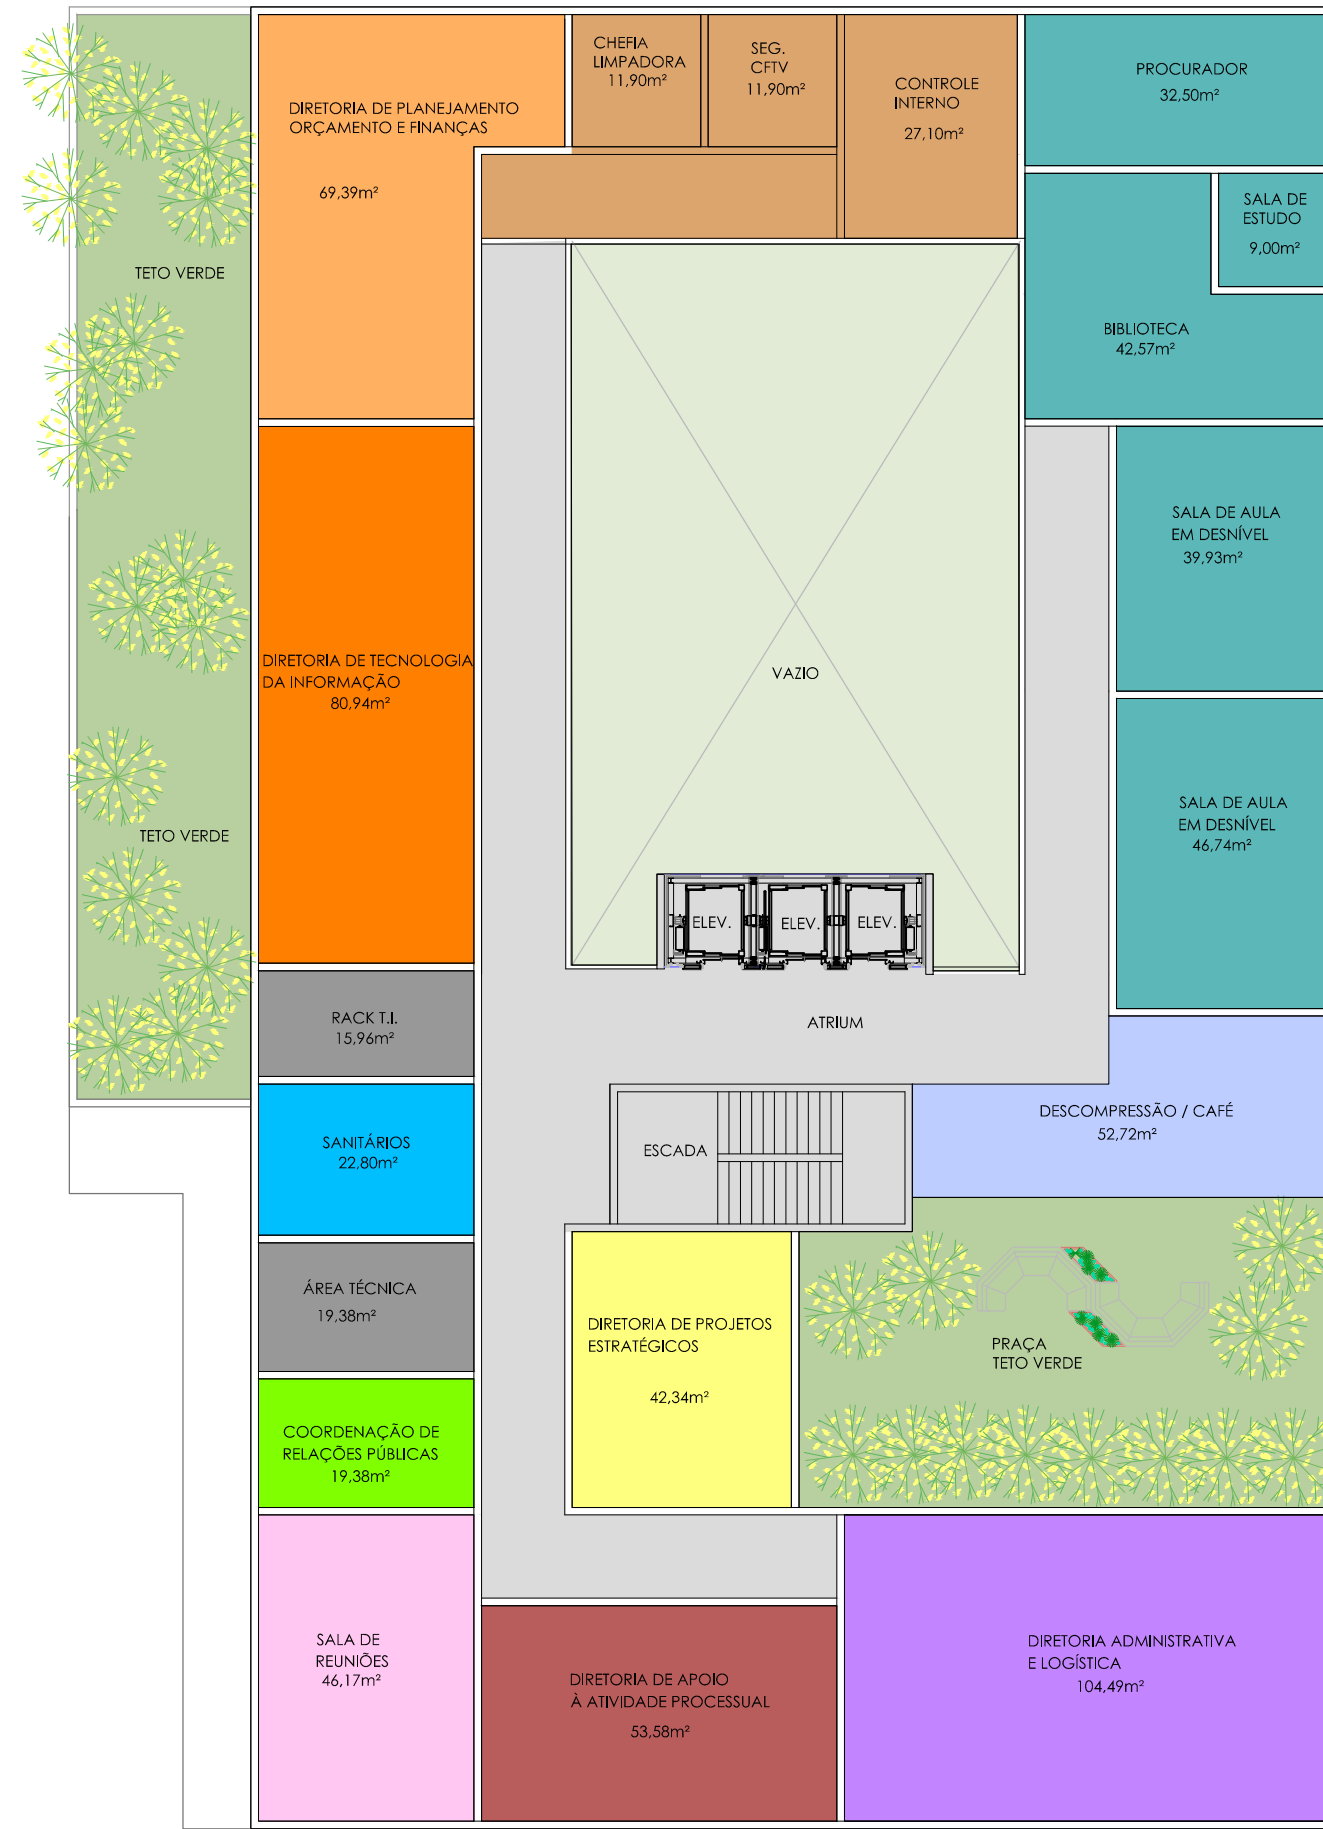 CHEFIA
LIMPADORA
11,90m²
SEG.
CFTV
11,90m²
CONTROLE
INTERNO
27,10m²
PROCURADOR
32,50m²
DIRETORIA DE PLANEJAMENTO
ORÇAMENTO E FINANÇAS
69,39m²
SALA DE
ESTUDO
9,00m²
TETO VERDE
BIBLIOTECA
42,57m²
SALA DE AULA
EM DESNÍVEL
39,93m²
DIRETORIA DE TECNOLOGIA
DA INFORMAÇÃO
80,94m²
VAZIO
TETO VERDE
SALA DE AULA
EM DESNÍVEL
46,74m²
ELEV.
ELEV.
ELEV.
RACK T.I.
15,96m²
ATRIUM
SANITÁRIOS
22,80m²
ESCADA
DESCOMPRESSÃO / CAFÉ
52,72m²
ÁREA TÉCNICA
19,38m²
DIRETORIA DE PROJETOS
ESTRATÉGICOS
42,34m²
PRAÇA
TETO VERDE
COORDENAÇÃO DE
RELAÇÕES PÚBLICAS
19,38m²
SALA DE
REUNIÕES
46,17m²
DIRETORIA DE APOIO
À ATIVIDADE PROCESSUAL
53,58m²
DIRETORIA ADMINISTRATIVA
E LOGÍSTICA
104,49m²